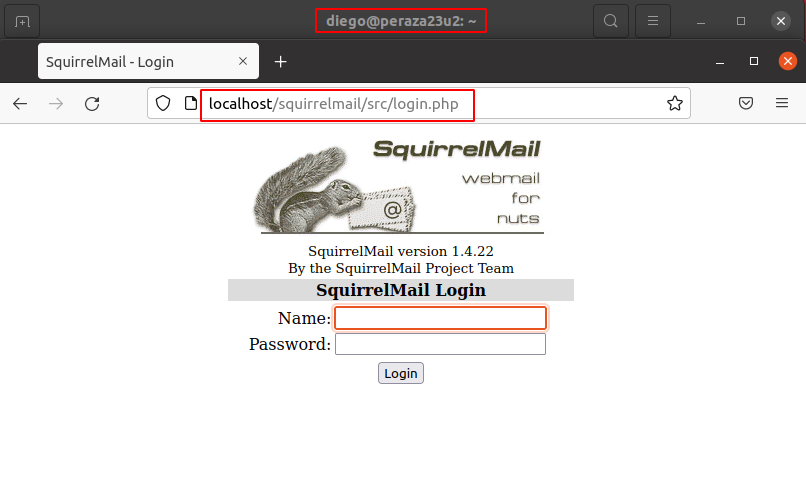 diego@peraza23u2: ~
SquirrelMail - Login
localhost/squirrelmail/src/login.php
SquirrelMail
webmail
for
nuts
@
SquirrelMail version 1.4.22
By the SquirrelMail Project Team
SquirrelMail Login
Name:
Password:
Login